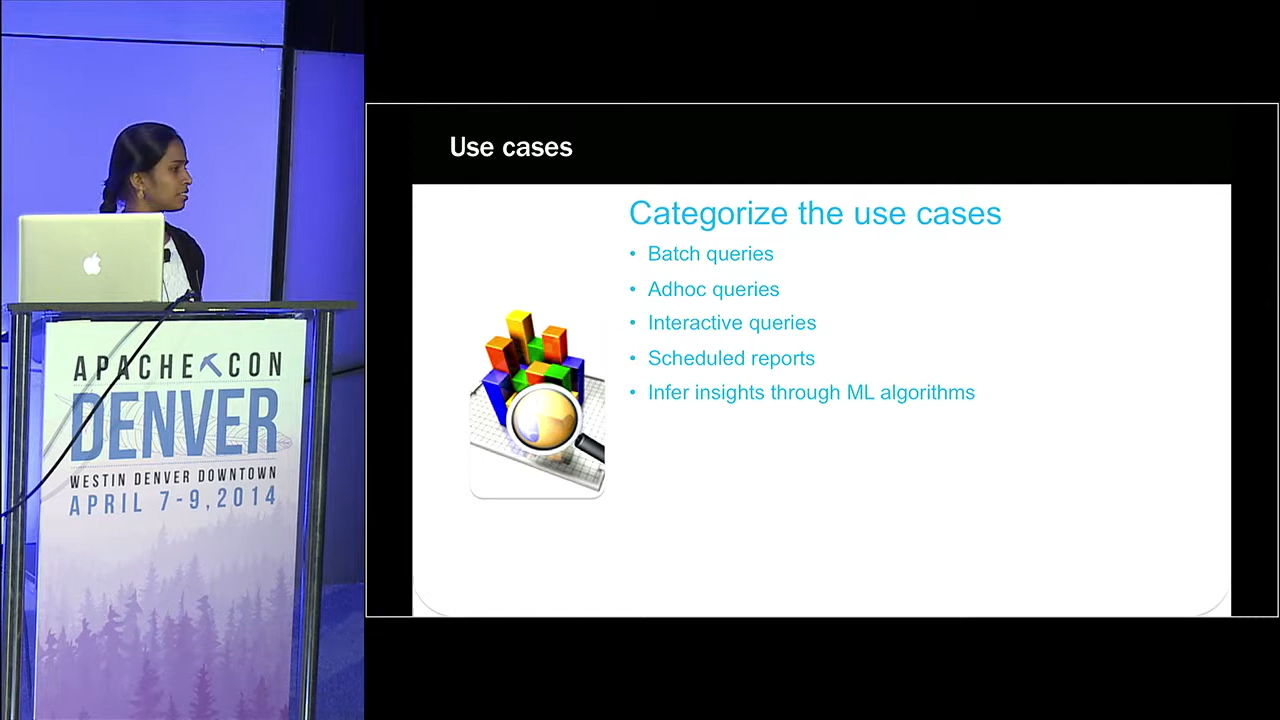 APACHE CON
DENVER
WESTIN DENVER DOWNTOWN
APRIL 7-9, 2014
Use cases
Categorize the use cases
• Batch queries
• Adhoc queries
• Interactive queries
• Scheduled reports
• Infer insights through ML algorithms